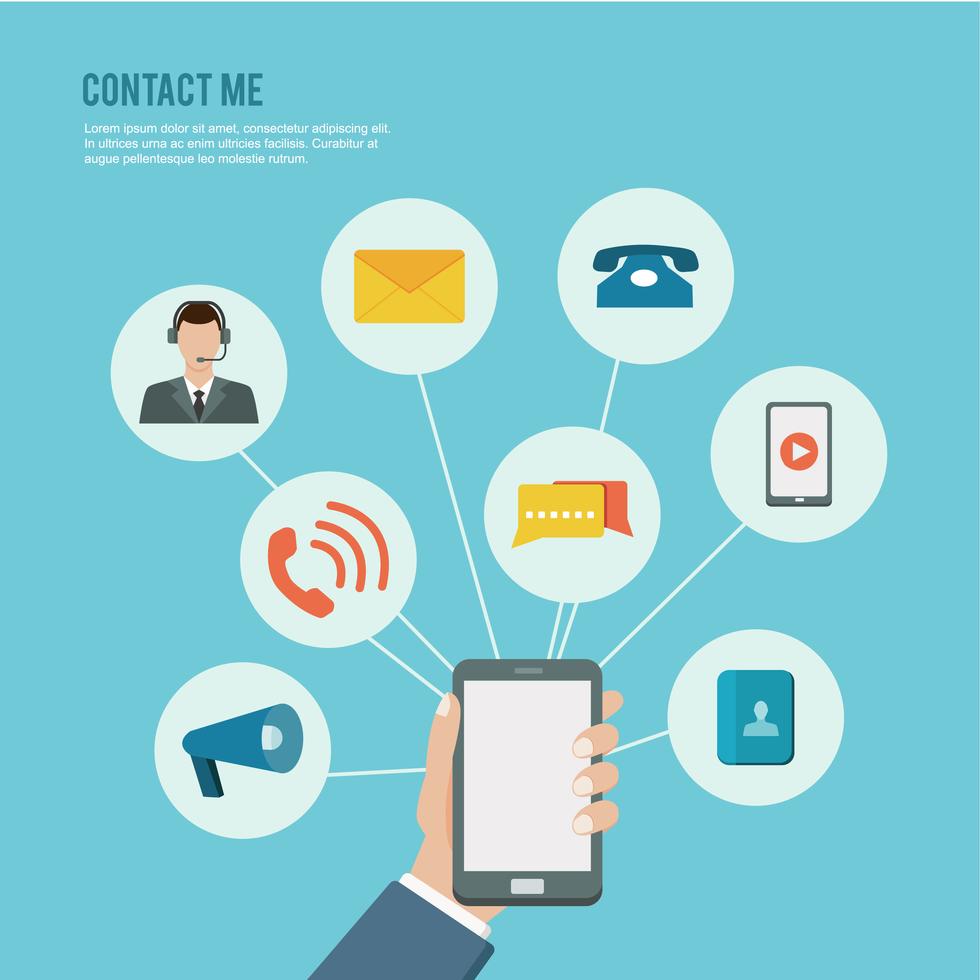 CONTACT ME
Lorem ipsum dolor sit amet, consectetur adipiscing elit.
In ultrices urna ac enim ultricies facilisis. Curabitur at
augue pellentesque leo molestie rutrum.